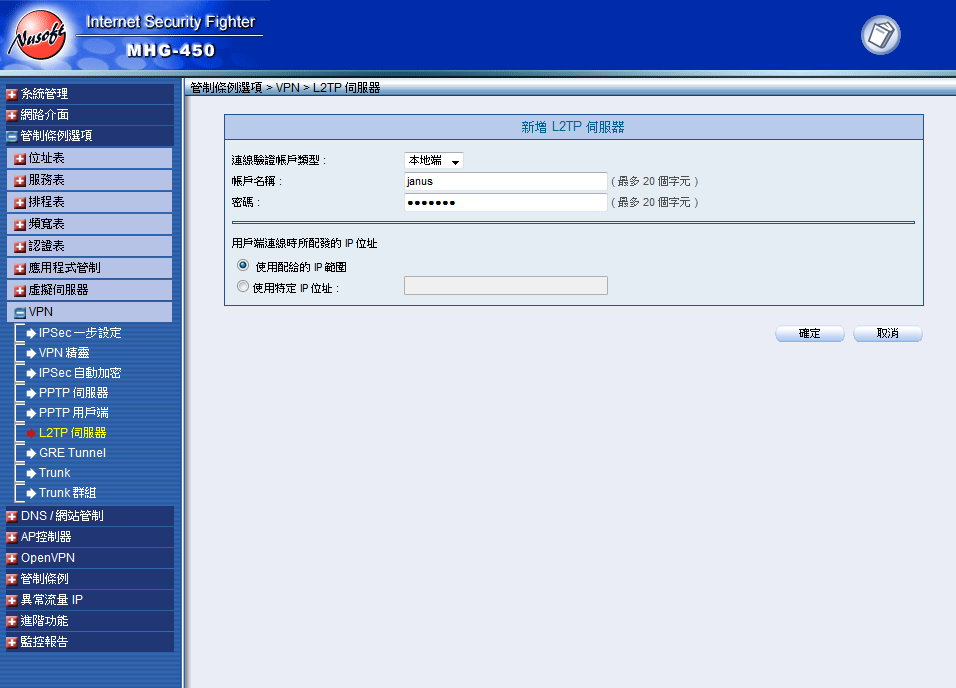 Nusoft
Internet Security Fighter
MHG-450
管制條例選項 > VPN > L2TP 伺服器
系統管理
網路介面
管制條例選項
位址表
服務表
排程表
頻寬表
認證表
應用程式管制
虛擬伺服器
VPN
IPSec 一步設定
VPN 精靈
IPSec 自動加密
PPTP 伺服器
PPTP 用戶端
L2TP 伺服器
GRE Tunnel
Trunk
Trunk 群組
DNS / 網站管制
AP控制器
OpenVPN
管制條例
異常流量 IP
進階功能
監控報告
新增 L2TP 伺服器
連線驗證帳戶類型 : 本地端
帳戶名稱 : janus ( 最多 20 個字元 )
密碼 : ●●●●●●● ( 最多 20 個字元 )
用戶端連線時所配發的 IP 位址
使用配給的 IP 範圍
使用特定 IP 位址 :
確定 取消